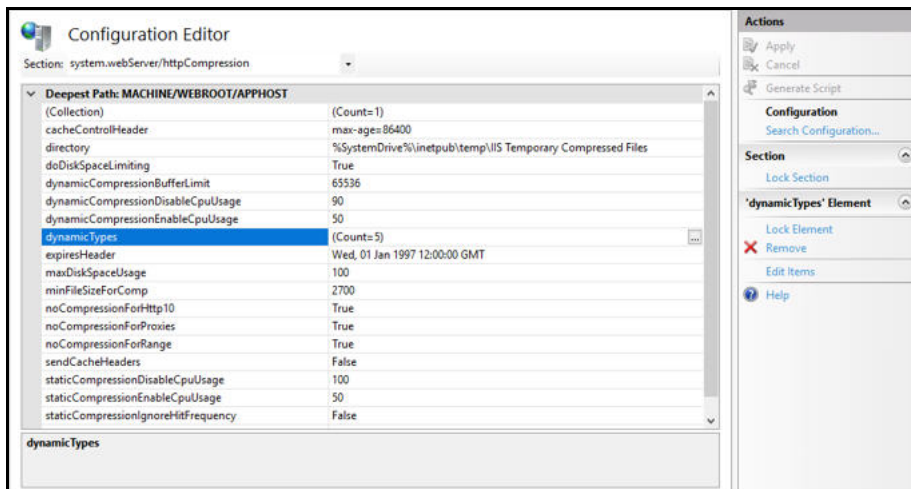 Configuration Editor
Section: system.webServer/httpCompression
Deepest Path: MACHINE/WEBROOT/APPHOST
(Collection) (Count=1)
cacheControlHeader max-age=86400
directory %SystemDrive%\inetpub\temp\IIS Temporary Compressed Files
doDiskSpaceLimiting True
dynamicCompressionBufferLimit 65536
dynamicCompressionDisableCpuUsage 90
dynamicCompressionEnableCpuUsage 50
dynamicTypes (Count=5) ...
expiresHeader Wed, 01 Jan 1997 12:00:00 GMT
maxDiskSpaceUsage 100
minFileSizeForComp 2700
noCompressionForHttp10 True
noCompressionForProxies True
noCompressionForRange True
sendCacheHeaders False
staticCompressionDisableCpuUsage 100
staticCompressionEnableCpuUsage 50
staticCompressionIgnoreHitFrequency False
dynamicTypes
Actions
Apply
Cancel
Generate Script
Configuration
Search Configuration...
Section
Lock Section
'dynamicTypes' Element
Lock Element
Remove
Edit Items
Help